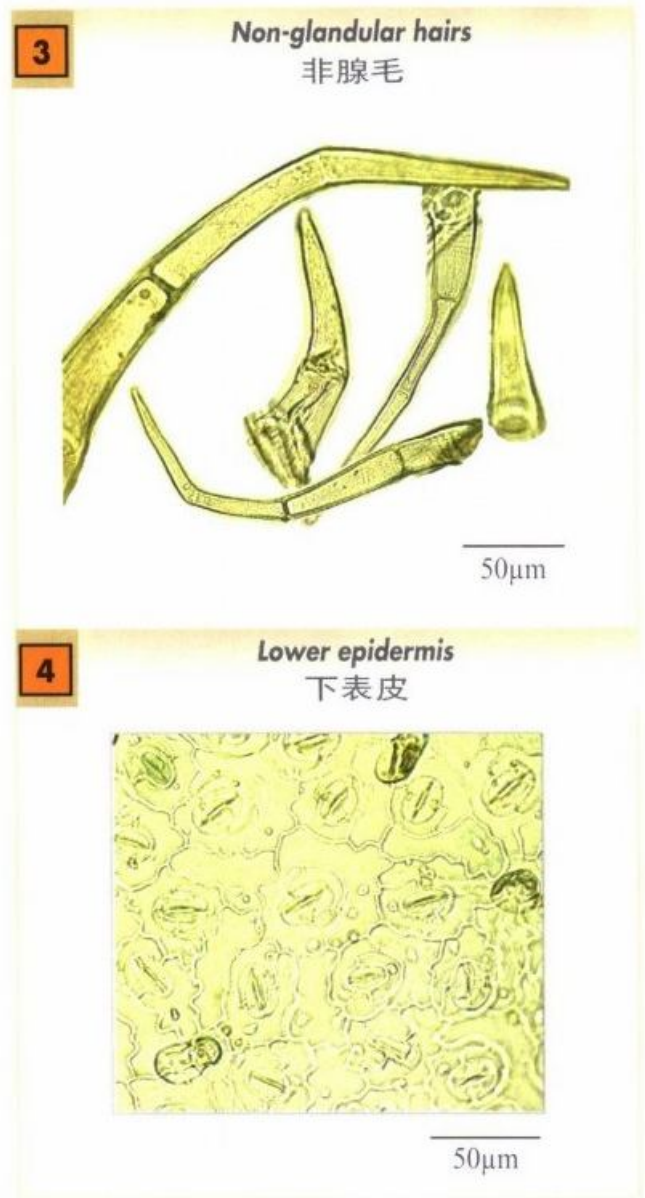 3
Non-glandular hairs
非腺毛
50µm
4
Lower epidermis
下表皮
50µm